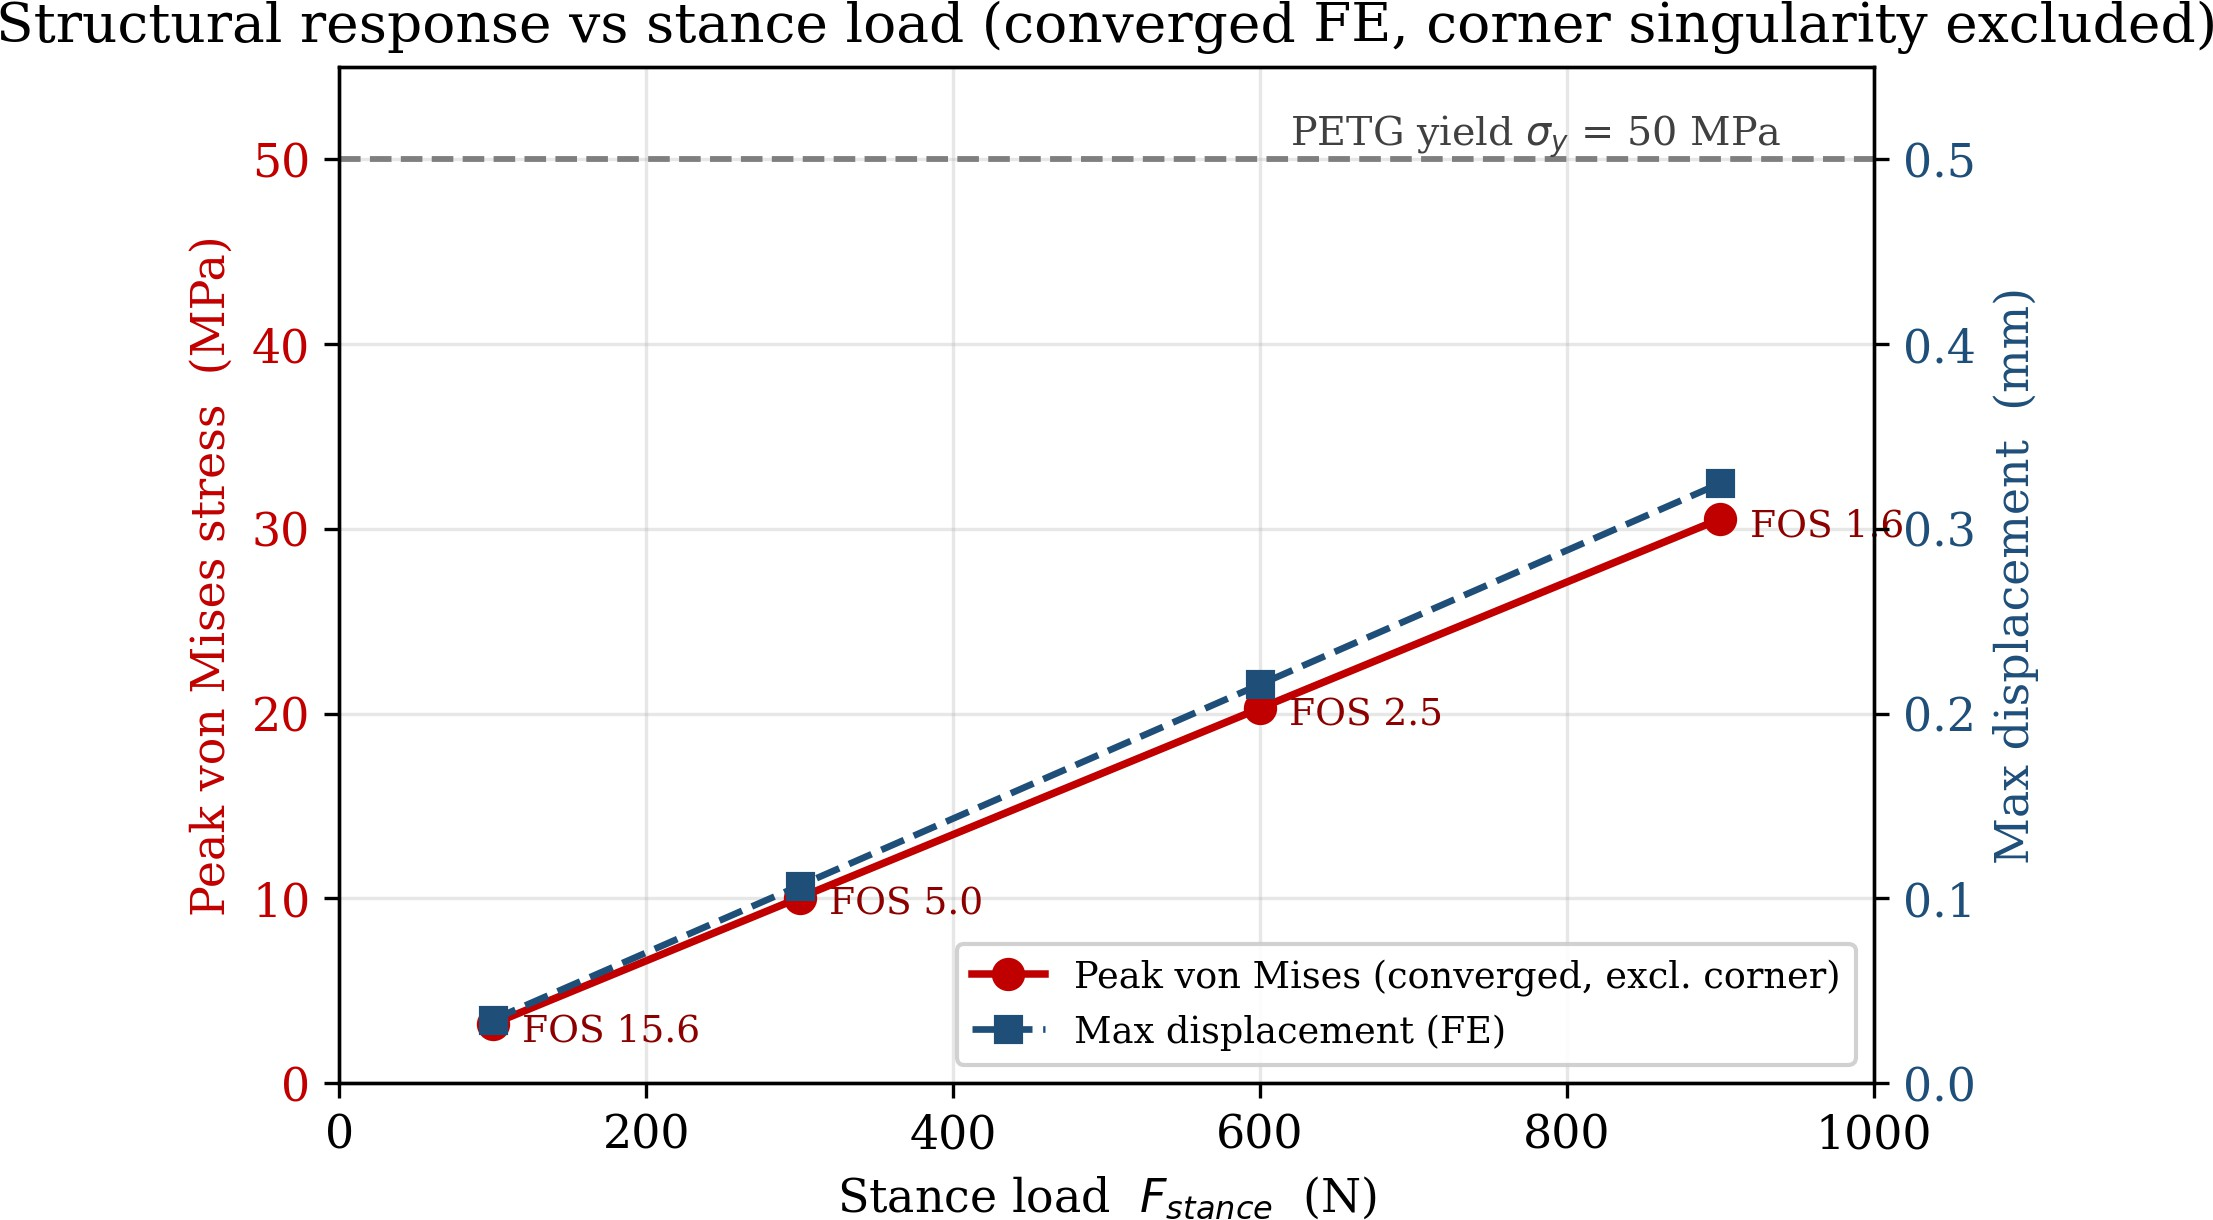 Structural response vs stance load (converged FE, corner singularity excluded)
PETG yield σy = 50 MPa
50
40
30
20
10
0
Peak von Mises stress (MPa)
0.5
0.4
0.3
0.2
0.1
0.0
Max displacement (mm)
FOS 1.6
FOS 2.5
FOS 5.0
FOS 15.6
Peak von Mises (converged, excl. corner)
Max displacement (FE)
0 200 400 600 800 1000
Stance load Fstance (N)